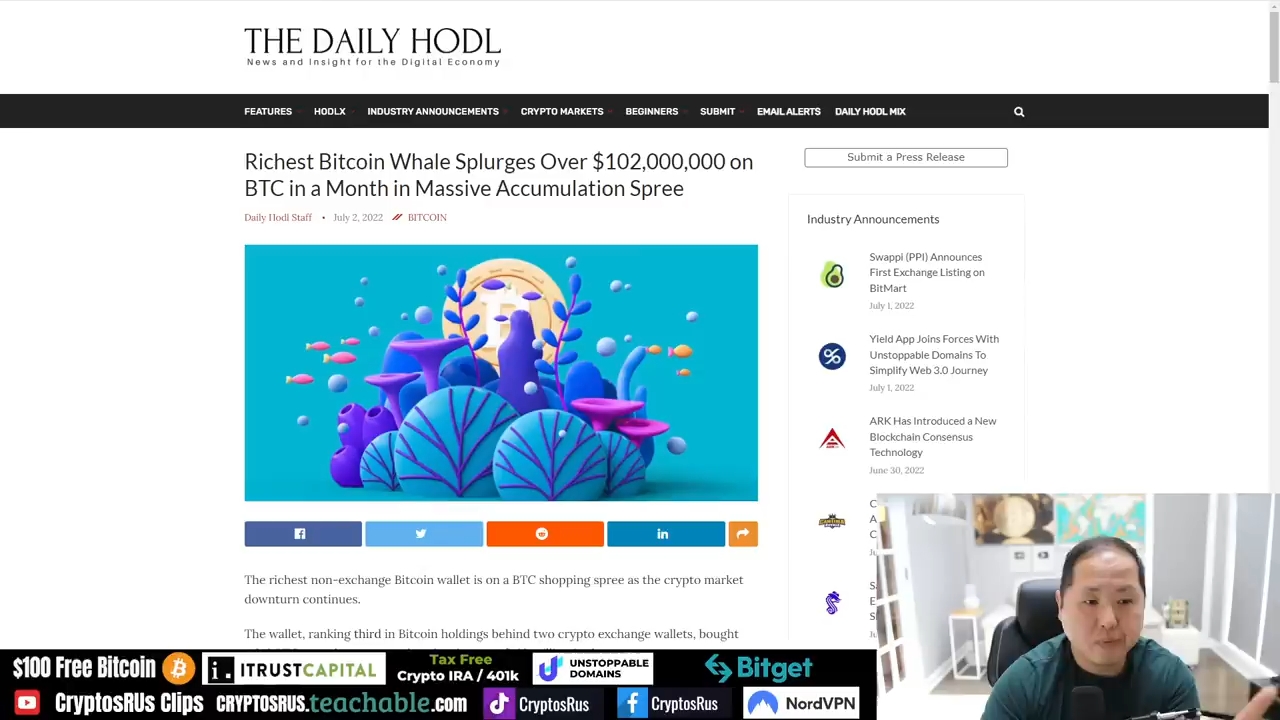 THE DAILY HODL
News and Insight for the Digital Economy
FEATURES HODLX INDUSTRY ANNOUNCEMENTS CRYPTO MARKETS BEGINNERS SUBMIT EMAIL ALERTS DAILY HODL MIX
Richest Bitcoin Whale Splurges Over $102,000,000 on
BTC in a Month in Massive Accumulation Spree
Daily Hodl Staff • July 2, 2022 BITCOIN
The richest non-exchange Bitcoin wallet is on a BTC shopping spree as the crypto market
downturn continues.
The wallet, ranking third in Bitcoin holdings behind two crypto exchange wallets, bought
Submit a Press Release
Industry Announcements
Swappi (PPI) Announces
First Exchange Listing on
BitMart
July 1, 2022
Yield App Joins Forces With
Unstoppable Domains To
Simplify Web 3.0 Journey
July 1, 2022
ARK Has Introduced a New
Blockchain Consensus
Technology
June 30, 2022
$100 Free Bitcoin
ITRUSTCAPITAL
Tax Free
Crypto IRA / 401k
UNSTOPPABLE
DOMAINS
Bitget
CryptosRUs Clips
CRYPTOSRUS.teachable.com
CryptosRus
CryptosRus
NordVPN